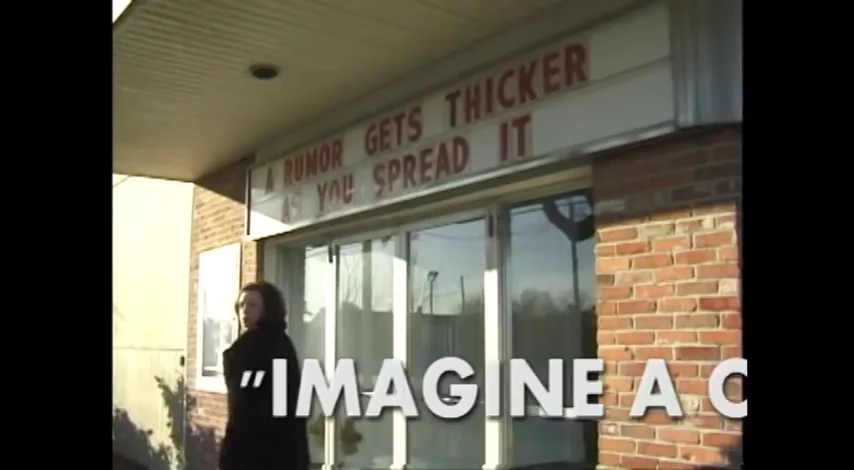 A RUMOR GETS THICKER
AS YOU SPREAD IT
"IMAGINE A